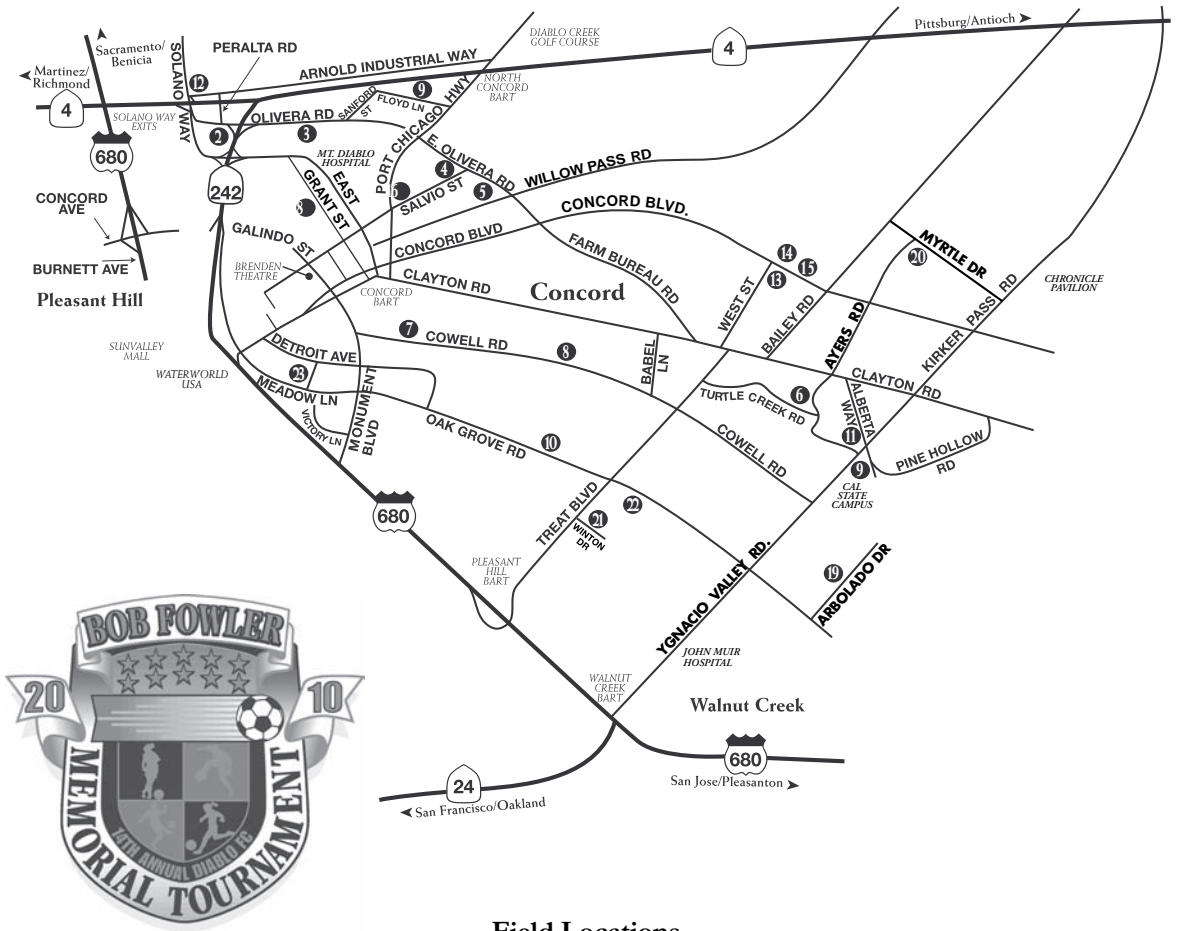 DIABLO CREEK
GOLF COURSE
Pittsburg/Antioch
4
Sacramento/
Benicia
SOLANO WAY
PERALTA RD
ARNOLD INDUSTRIAL WAY
Martinez/
Richmond
4
12
9
NORTH
CONCORD
BART
SANFORD
ST
FLOYD LN
PORT CHICAGO HWY
SOLANO WAY
EXITS
OLIVERA RD
2
3
680
MT. DIABLO
HOSPITAL
E. OLIVERA RD
WILLOW PASS RD
4
5
SALVIO ST
242
EAST
GRANT ST
CONCORD
AVE
CONCORD BLVD.
GALINDO ST
CONCORD BLVD
FARM BUREAU RD
BURNETT AVE
BRENDEN
THEATRE
14
15
13
MYRTLE DR
20
CHRONICLE
PAVILION
Pleasant Hill
CONCORD
BART
CLAYTON RD
Concord
WEST ST
BAILEY RD
AYERS RD
KIRKER PASS RD
SUNVALLEY
MALL
7
COWELL RD
8
BABEL
LN
DETROIT AVE
WATERWORLD
USA
23
MEADOW LN
VICTORY LN
MONUMENT
BLVD
TURTLE CREEK RD
6
CLAYTON RD
ALBERTA
WAY
11
OAK GROVE RD
10
COWELL RD
PINE HOLLOW
RD
9
CAL
STATE
CAMPUS
680
TREAT BLVD
21
22
WINTON
DR
PLEASANT
HILL
BART
YGNACIO VALLEY RD.
19
ARBOLADO DR
JOHN MUIR
HOSPITAL
WALNUT
CREEK
BART
Walnut Creek
680
San Jose/Pleasanton
24
San Francisco/Oakland
BOB FOWLER
20 10
MEMORIAL TOURNAMENT
14TH ANNUAL DIABLO FC
Field Locations